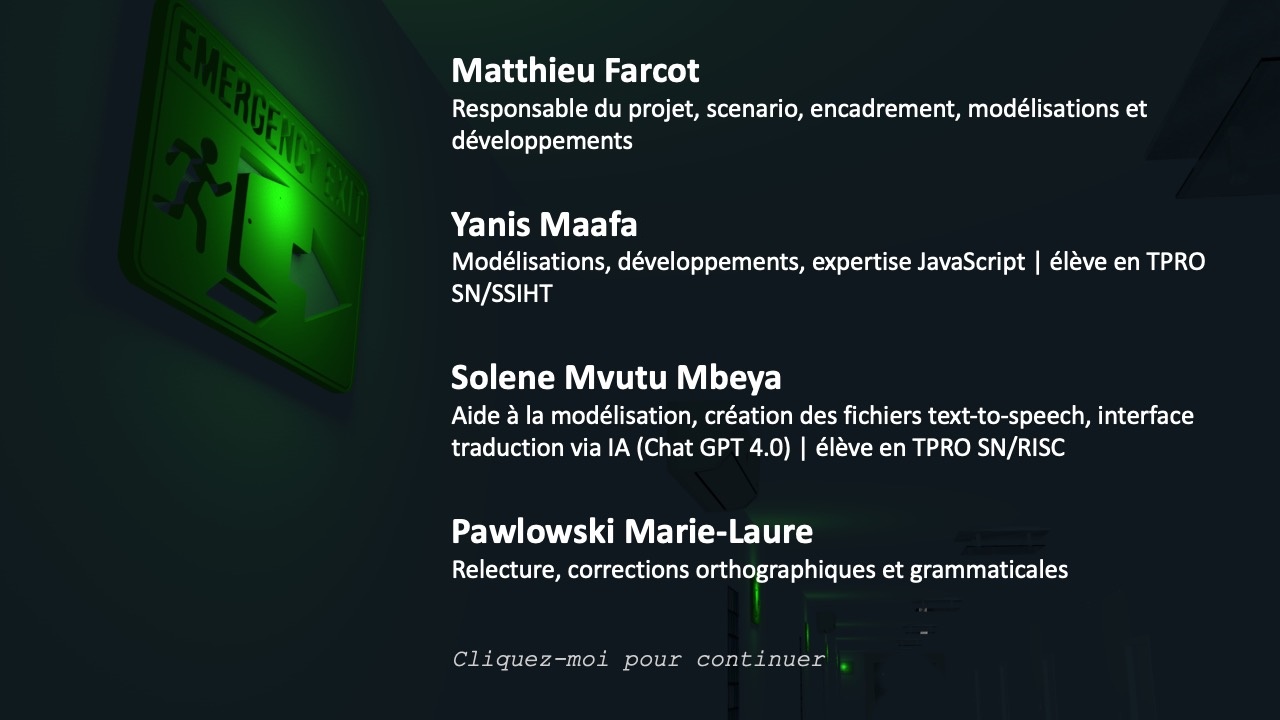 EMERGENCY EXIT
Matthieu Farcot
Responsable du projet, scenario, encadrement, modélisations et
développements
Yanis Maafa
Modélisations, développements, expertise JavaScript | élève en TPRO
SN/SSIHT
Solene Mvutu Mbeya
Aide à la modélisation, création des fichiers text-to-speech, interface
traduction via IA (Chat GPT 4.0) | élève en TPRO SN/RISC
Pawlowski Marie-Laure
Relecture, corrections orthographiques et grammaticales
Cliquez-moi pour continuer